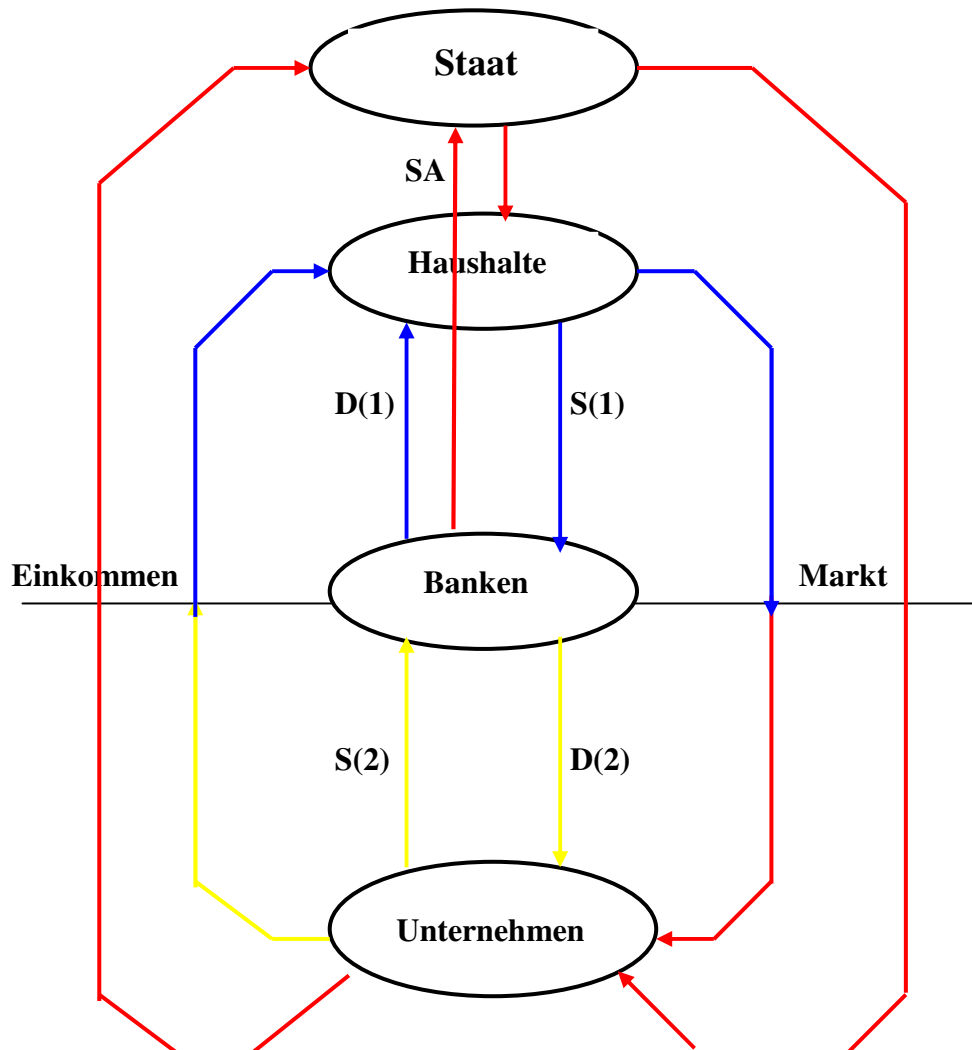 Staat
SA
Haushalte
D(1)
S(1)
Einkommen
Banken
Markt
S(2)
D(2)
Unternehmen